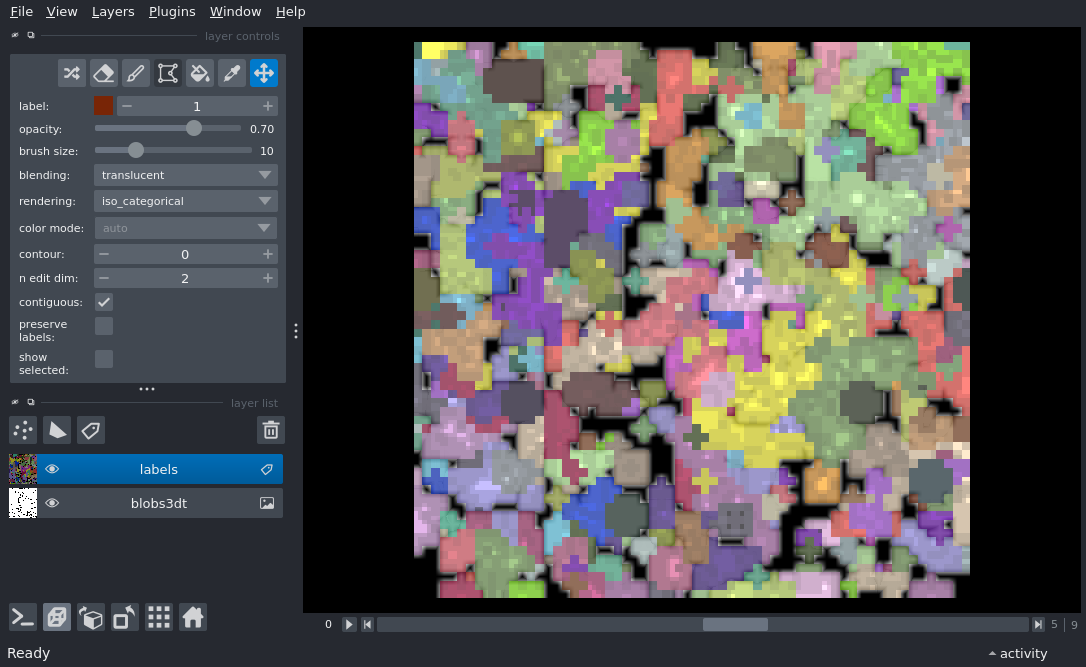 File View Layers Plugins Window Help
layer controls
label: 1
opacity: 0.70
brush size: 10
blending: translucent
rendering: iso_categorical
color mode: auto
contour: 0
n edit dim: 2
contiguous:
preserve
labels:
show
selected:
layer list
labels
blobs3dt
0 5 | 9
Ready activity